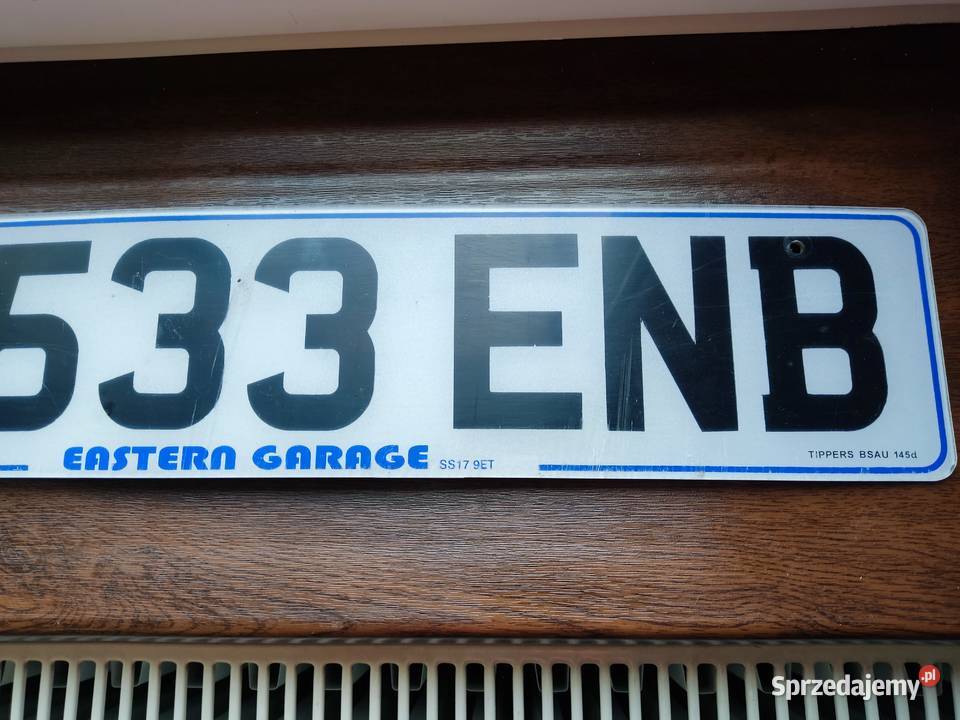 533 ENB
EASTERN GARAGE SS17 9ET
TIPPERS BSAU 145d
Sprzedajemy.pl